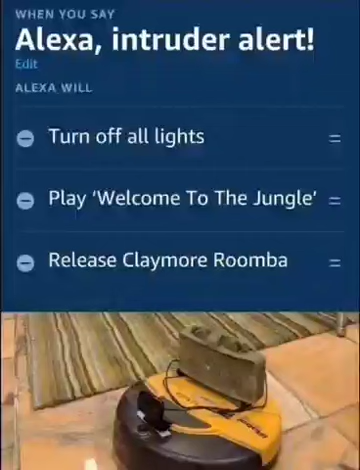 WHEN YOU SAY
Alexa, intruder alert!
Edit
ALEXA WILL
Turn off all lights
Play ‘Welcome To The Jungle’
Release Claymore Roomba